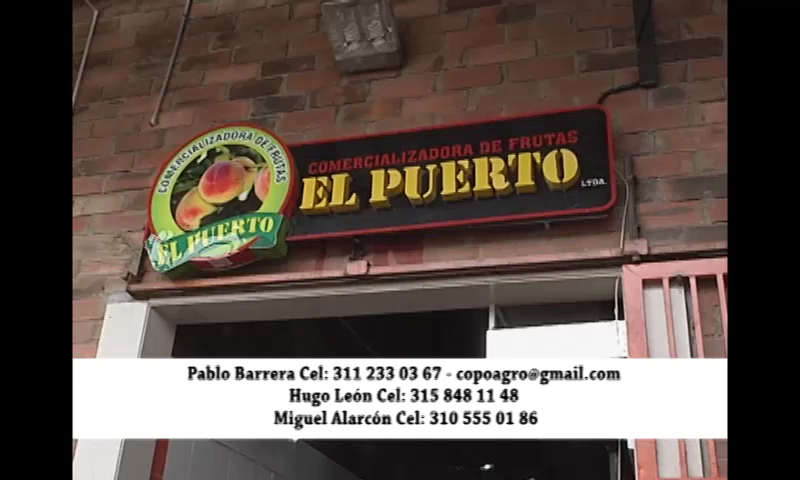 COMERCIALIZADORA DE FRUTAS
EL PUERTO
COMERCIALIZADORA DE FRUTAS
EL PUERTO
LTDA.
Pablo Barrera Cel: 311 233 03 67 - copoagro@gmail.com
Hugo León Cel: 315 848 11 48
Miguel Alarcón Cel: 310 555 01 86